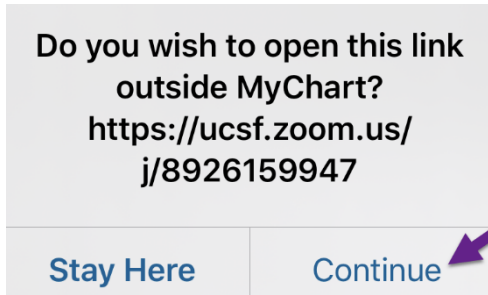 Do you wish to open this link
outside MyChart?
https://ucsf.zoom.us/
j/8926159947
Stay Here
Continue